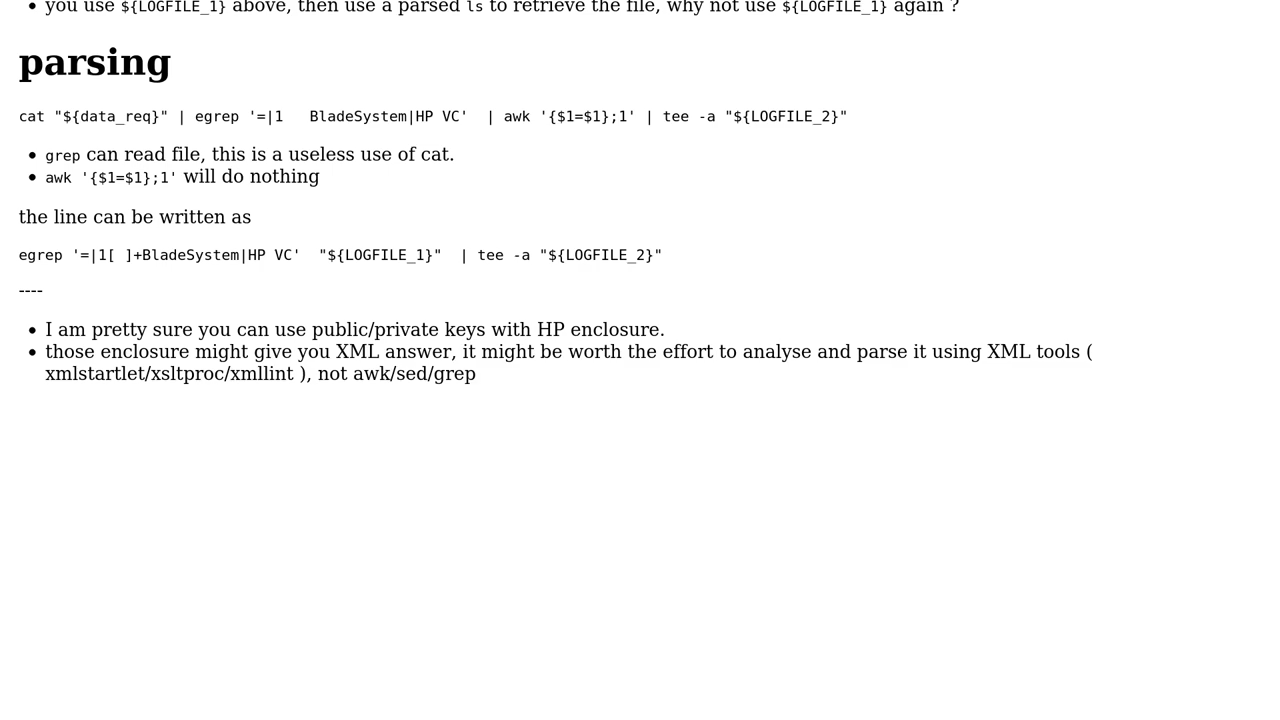 you use ${LOGFILE_1} above, then use a parsed ls to retrieve the file, why not use ${LOGFILE_1} again ?
parsing
cat "${data_req}" | egrep '=|1   BladeSystem|HP VC'  | awk '{$1=$1};1' | tee -a "${LOGFILE_2}"
grep can read file, this is a useless use of cat.
awk '{$1=$1};1' will do nothing
the line can be written as
egrep '=|1[ ]+BladeSystem|HP VC'  "${LOGFILE_1}"  | tee -a "${LOGFILE_2}"
----
I am pretty sure you can use public/private keys with HP enclosure.
those enclosure might give you XML answer, it might be worth the effort to analyse and parse it using XML tools (
xmlstartlet/xsltproc/xmllint ), not awk/sed/grep